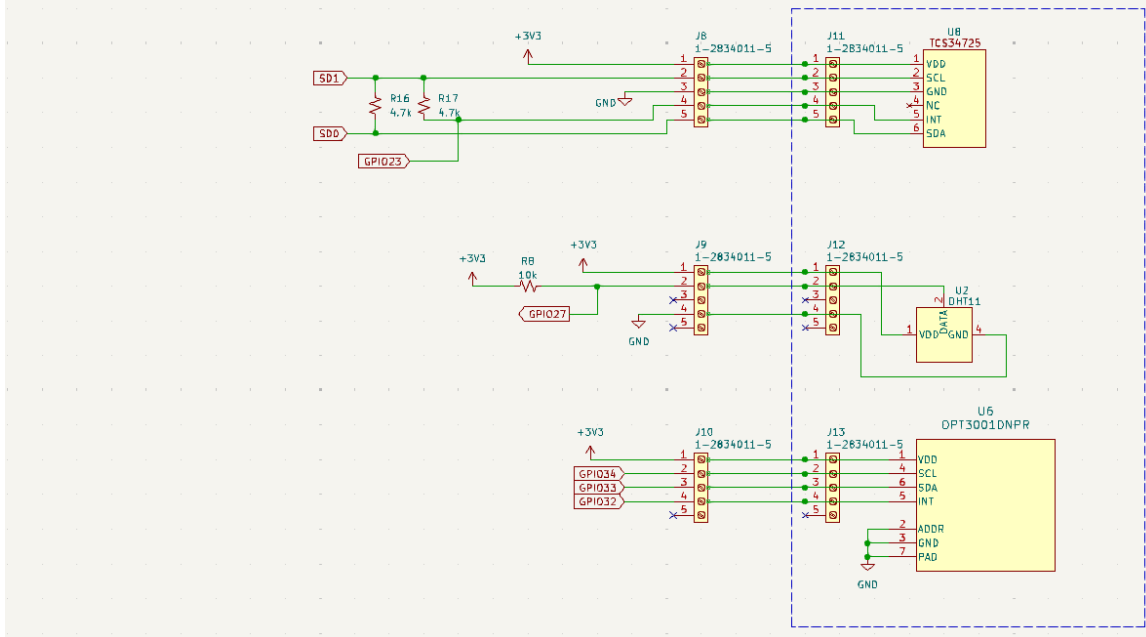 +3V3
J8
1-2834011-5
J11
1-2834011-5
U8
TCS34725
SD1
R16
4.7k
R17
4.7k
SD0
GPIO23
GND
1
2
3
4
5
1
2
3
4
5
1 VDD
2 SCL
3 GND
4 NC
5 INT
6 SDA
+3V3
R8
10k
+3V3
GPIO27
GND
J9
1-2834011-5
1
2
3
4
5
J12
1-2834011-5
1
2
3
4
5
U2
DHT11
2
DATA
1 VDD
GND 4
+3V3
GPIO34
GPIO33
GPIO32
J10
1-2834011-5
1
2
3
4
5
J13
1-2834011-5
1
2
3
4
5
U6
OPT3001DNPR
1 VDD
4 SCL
6 SDA
5 INT
2 ADDR
3 GND
7 PAD
GND